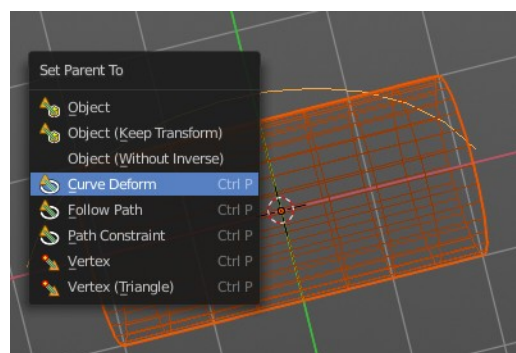 Set Parent To
Object
Object (Keep Transform)
Object (Without Inverse)
Curve Deform Ctrl P
Follow Path Ctrl P
Path Constraint Ctrl P
Vertex Ctrl P
Vertex (Triangle) Ctrl P